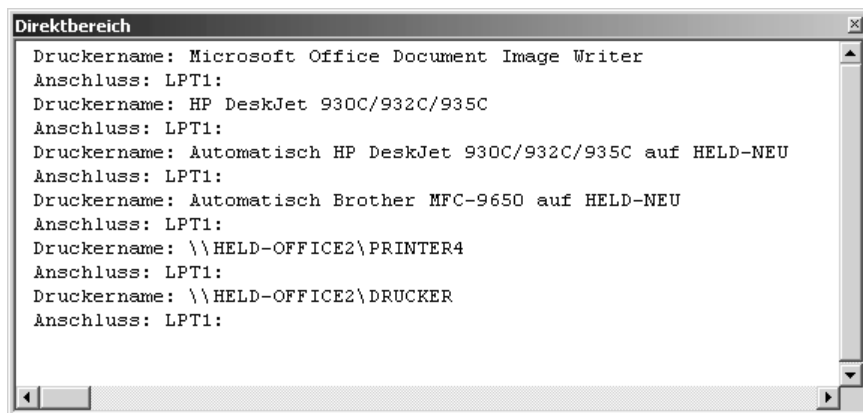 Direktbereich
Druckername: Microsoft Office Document Image Writer
Anschluss: LPT1:
Druckername: HP DeskJet 930C/932C/935C
Anschluss: LPT1:
Druckername: Automatisch HP DeskJet 930C/932C/935C auf HELD-NEU
Anschluss: LPT1:
Druckername: Automatisch Brother MFC-9650 auf HELD-NEU
Anschluss: LPT1:
Druckername: \\HELD-OFFICE2\PRINTER4
Anschluss: LPT1:
Druckername: \\HELD-OFFICE2\DRUCKER
Anschluss: LPT1: